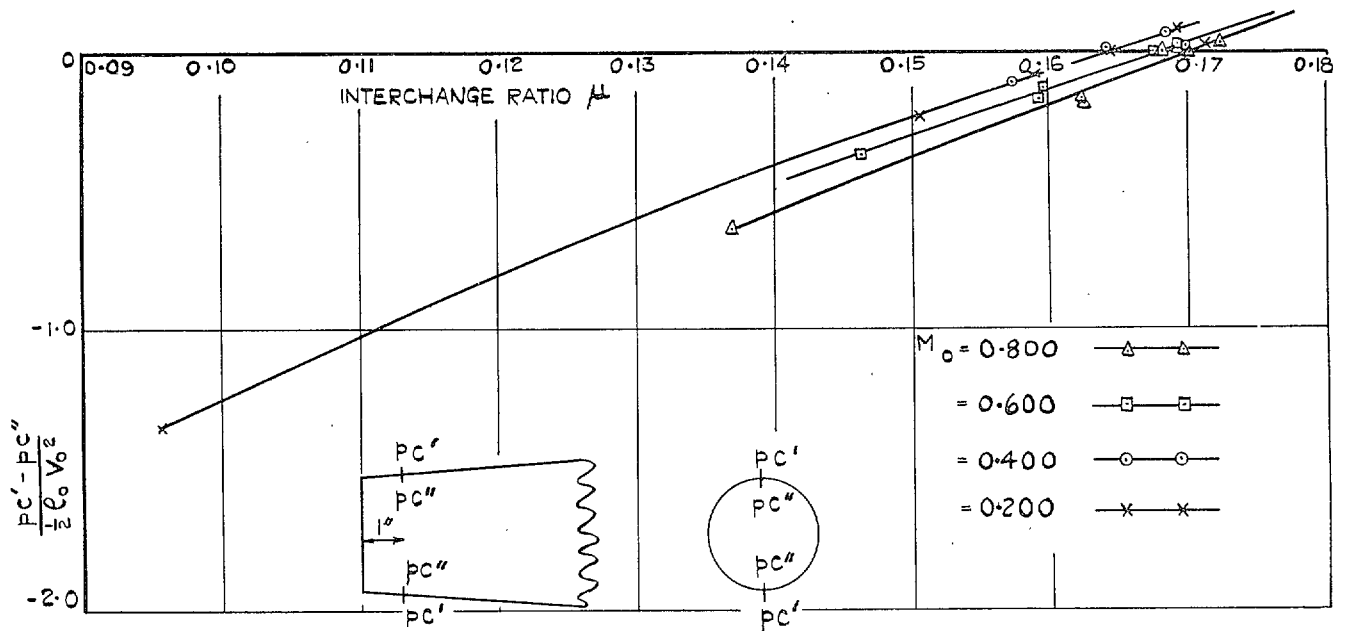 0
0.09 0.10 0.11 0.12 0.13 0.14 0.15 0.16 0.17 0.18
INTERCHANGE RATIO μ
-1.0
-2.0
pc' - pc"
½ ρ₀ V₀²
M₀ = 0.800
= 0.600
= 0.400
= 0.200
pc'
pc"
1"
pc"
pc'
pc'
pc"
pc"
pc'